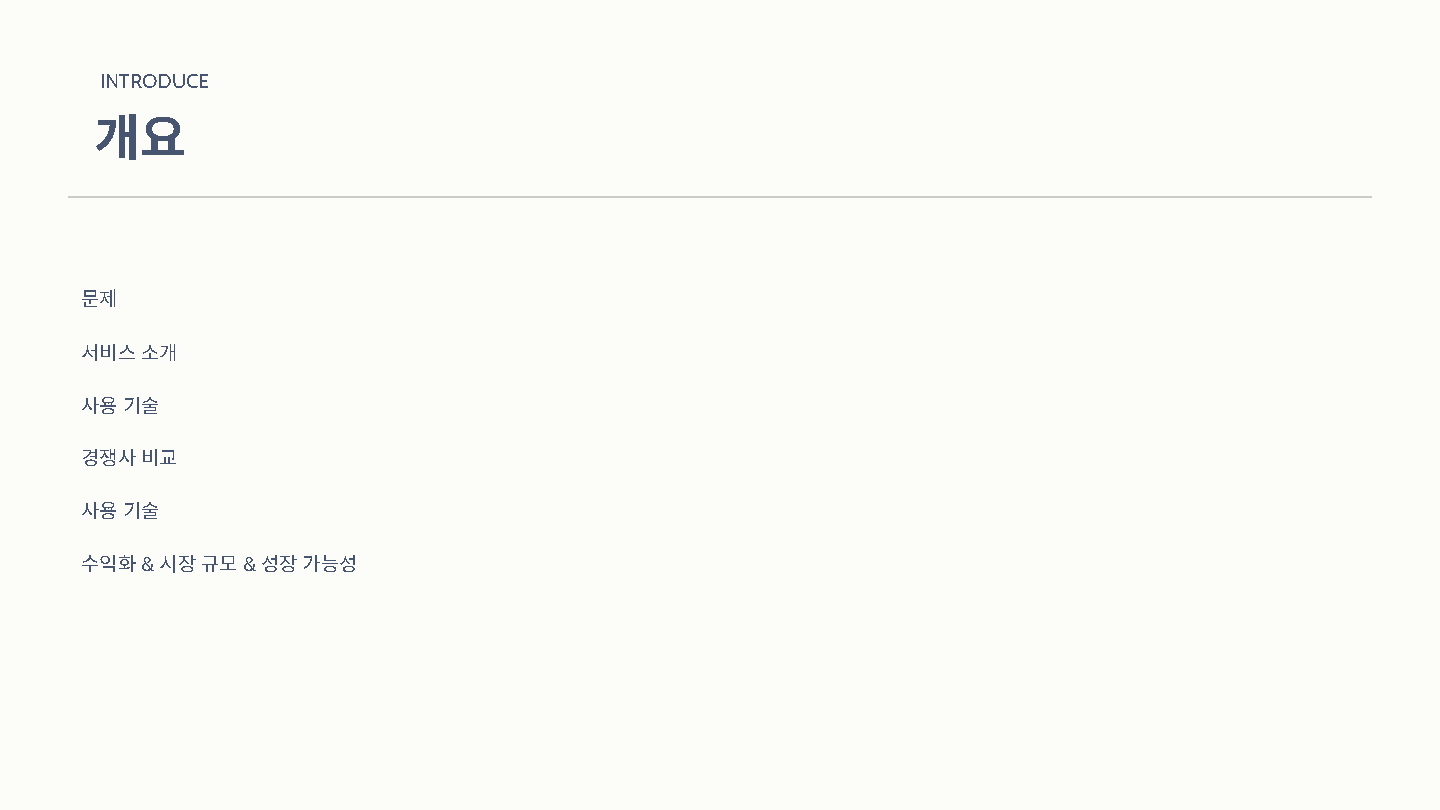 INTRODUCE
개요
문제
서비스 소개
사용 기술
경쟁사 비교
사용 기술
수익화 & 시장 규모 & 성장 가능성